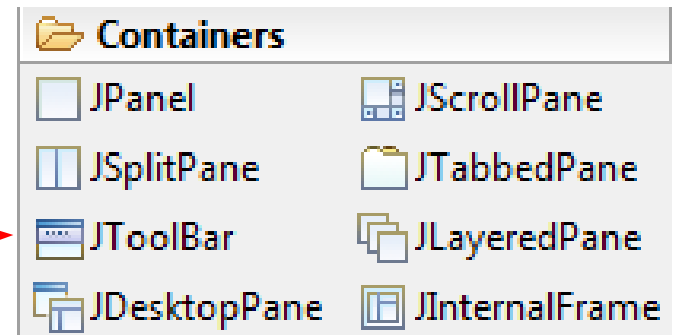 Containers
JPanel JScrollPane
JSplitPane JTabbedPane
JToolBar JLayeredPane
JDesktopPane JInternalFrame